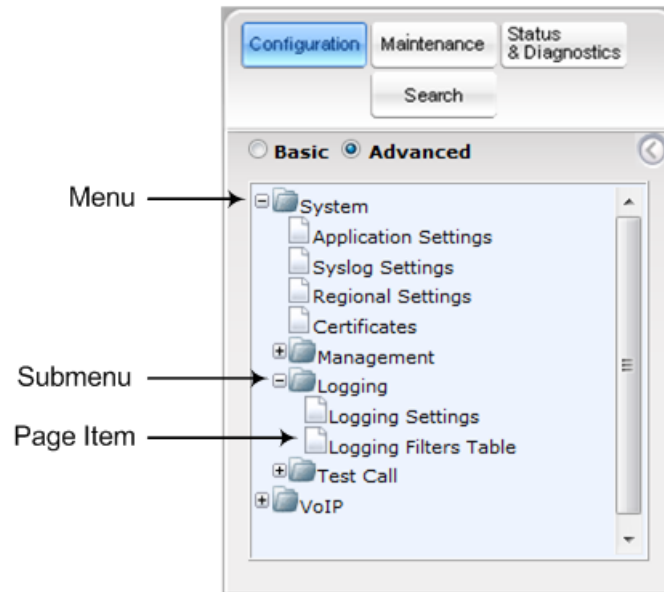 Configuration
Maintenance
Status
& Diagnostics
Search
Basic
Advanced
Menu
System
Application Settings
Syslog Settings
Regional Settings
Certificates
Management
Submenu
Logging
Logging Settings
Page Item
Logging Filters Table
Test Call
VoIP